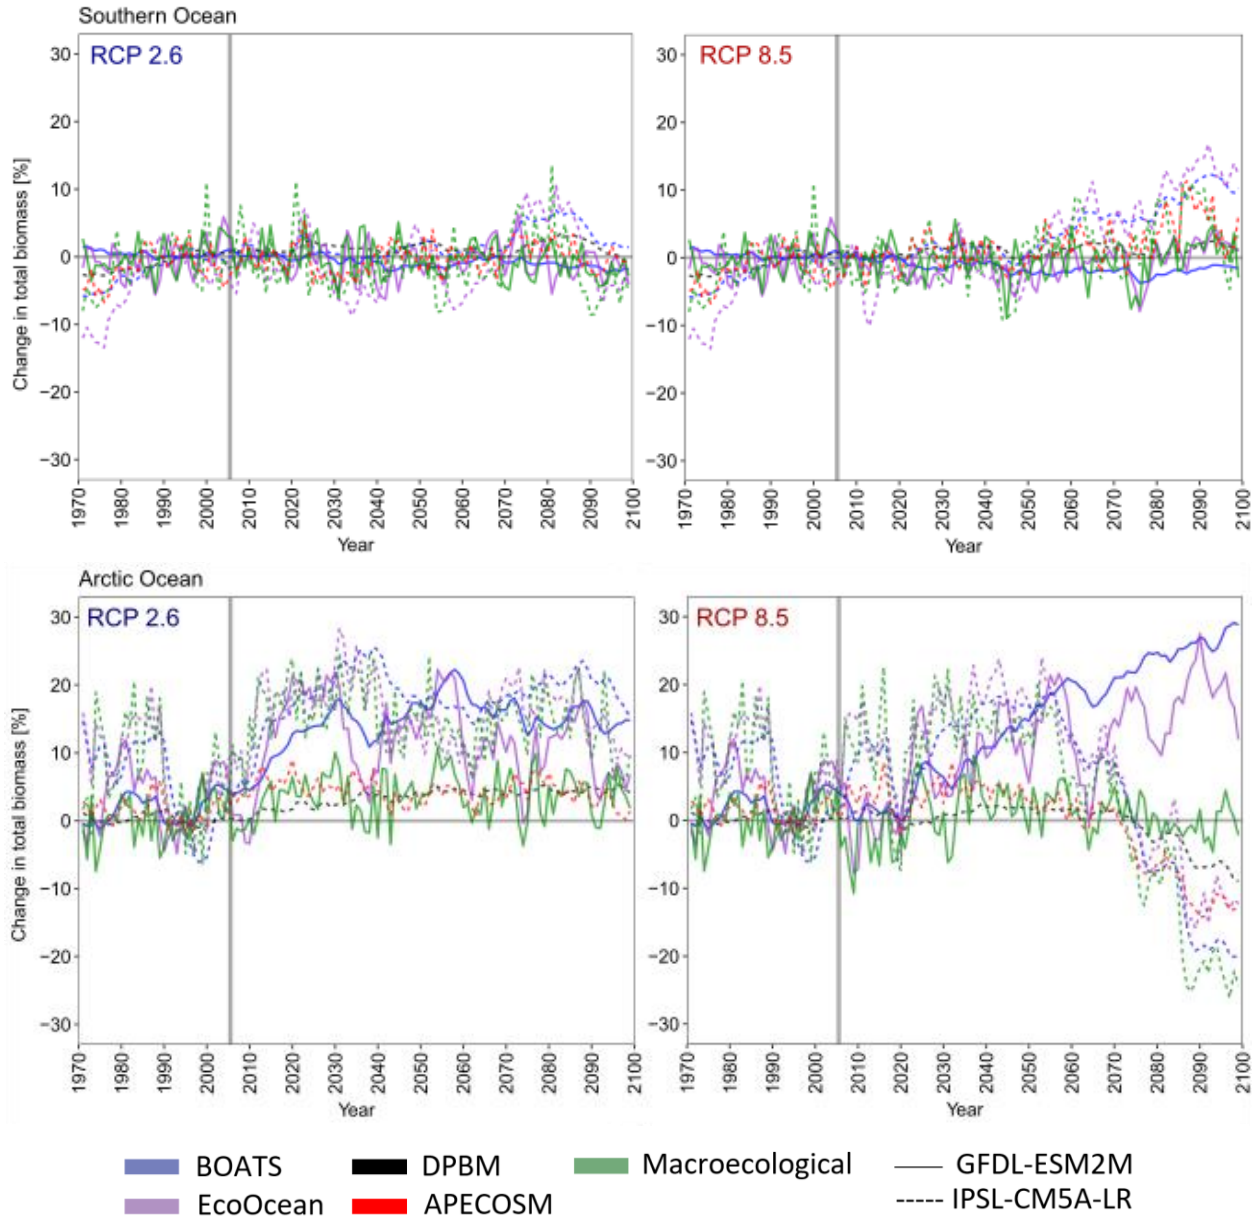 Southern Ocean
RCP 2.6
RCP 8.5
Change in total biomass [%]
30
20
10
0
−10
−20
−30
1970 1980 1990 2000 2010 2020 2030 2040 2050 2060 2070 2080 2090 2100
Year
30
20
10
0
−10
−20
−30
1970 1980 1990 2000 2010 2020 2030 2040 2050 2060 2070 2080 2090 2100
Year
Arctic Ocean
RCP 2.6
RCP 8.5
Change in total biomass [%]
30
20
10
0
−10
−20
−30
1970 1980 1990 2000 2010 2020 2030 2040 2050 2060 2070 2080 2090 2100
Year
30
20
10
0
−10
−20
−30
1970 1980 1990 2000 2010 2020 2030 2040 2050 2060 2070 2080 2090 2100
Year
BOATS DPBM Macroecological GFDL-ESM2M
EcoOcean APECOSM IPSL-CM5A-LR